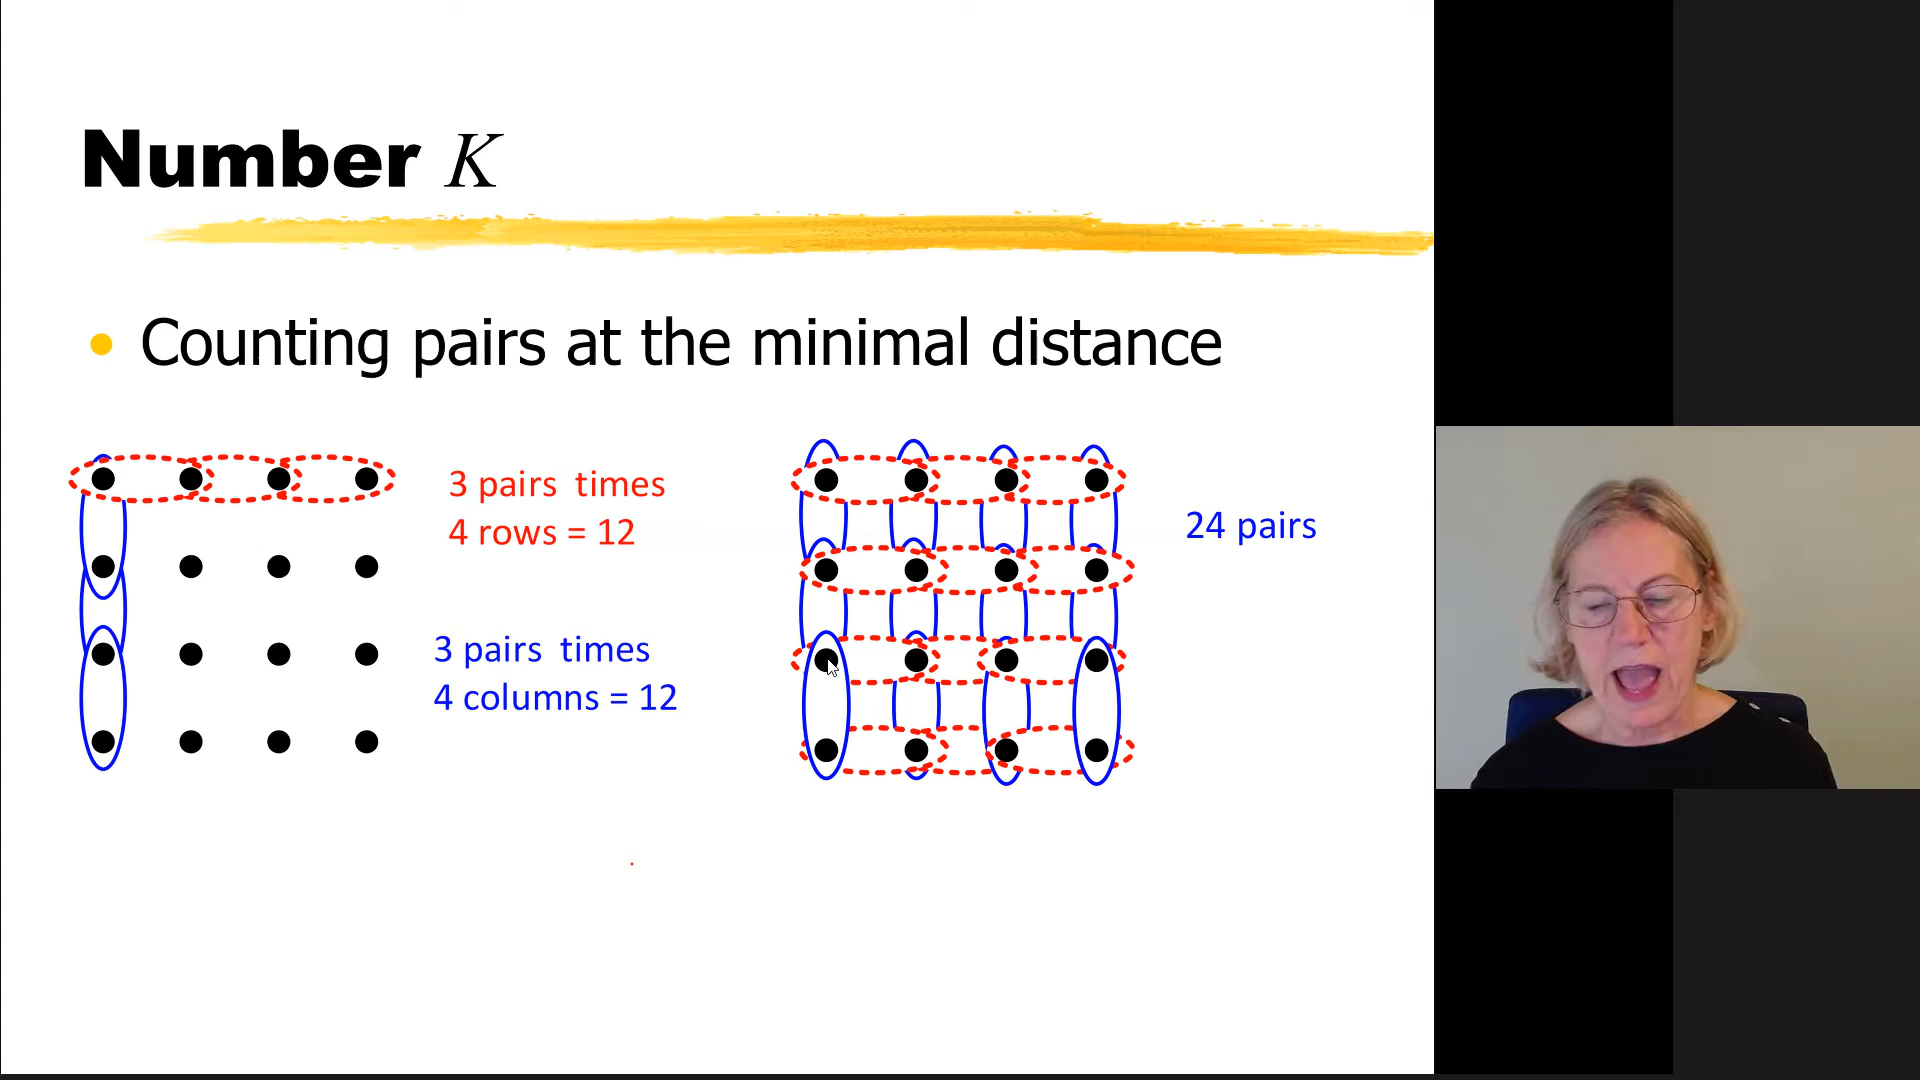 Number K
Counting pairs at the minimal distance
3 pairs times
4 rows = 12
3 pairs times
4 columns = 12
24 pairs